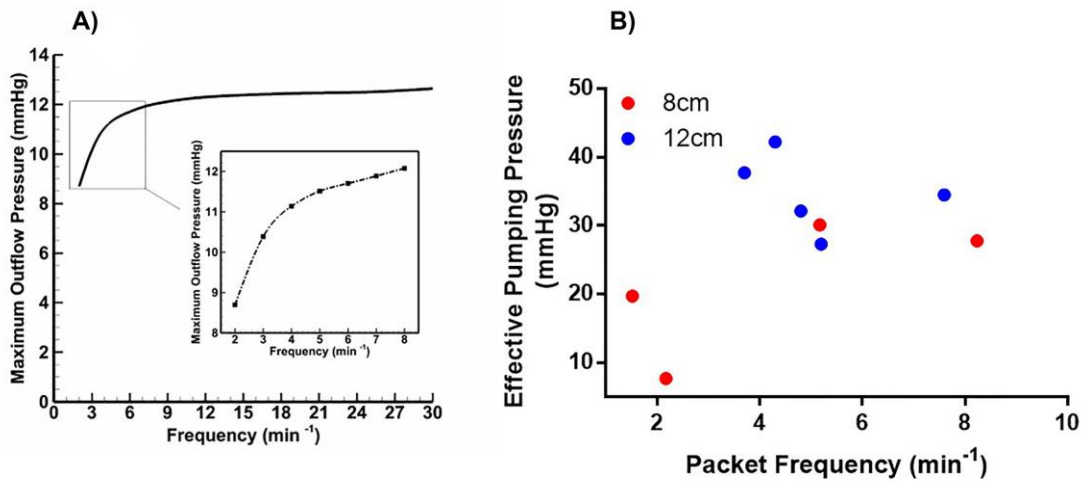 A)
Maximum Outflow Pressure (mmHg)
14
12
10
8
6
4
2
0
0 3 6 9 12 15 18 21 24 27 30
Frequency (min -1)
Maximum Outflow Pressure (mmHg)
12
11
10
9
8
2 3 4 5 6 7 8
Frequency (min -1)
B)
Effective Pumping Pressure
(mmHg)
50
40
30
20
10
8cm
12cm
2 4 6 8 10
Packet Frequency (min-1)